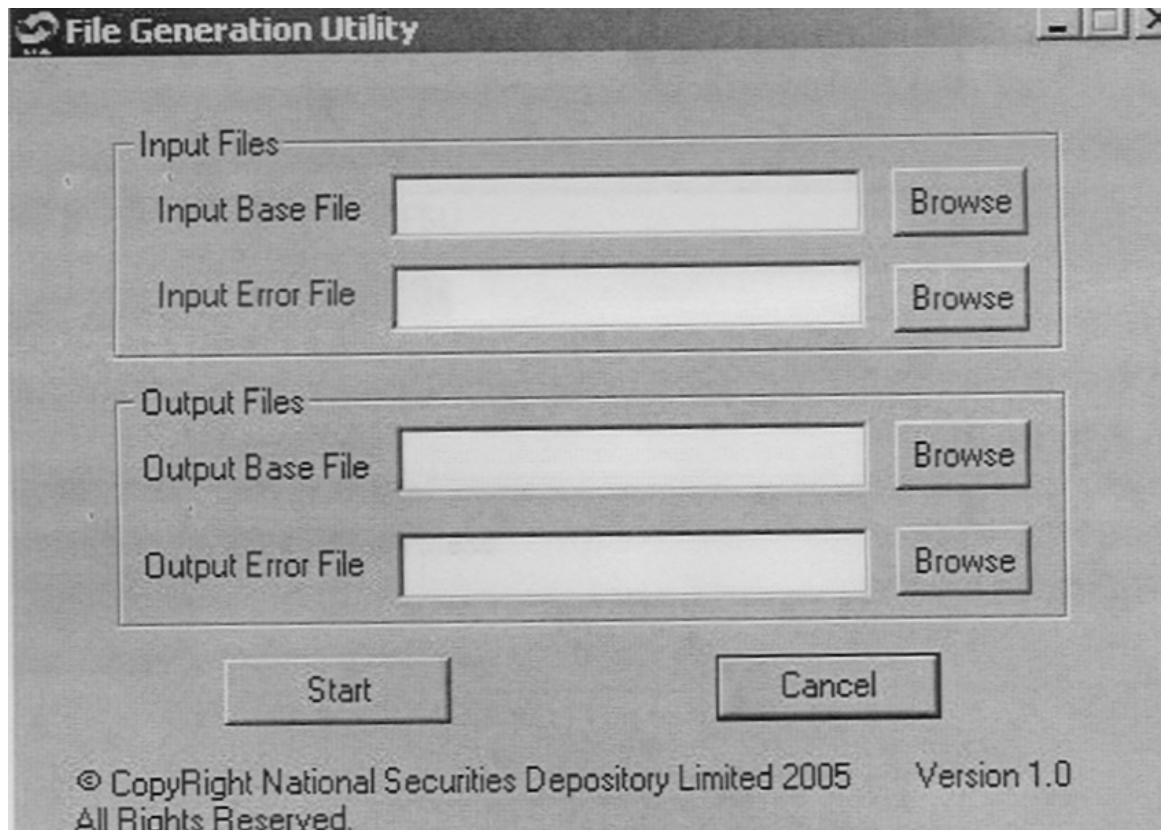 File Generation Utility
Input Files
Input Base File
Browse
Input Error File
Browse
Output Files
Output Base File
Browse
Output Error File
Browse
Start
Cancel
© CopyRight National Securities Depository Limited 2005
Version 1.0
All Rights Reserved.